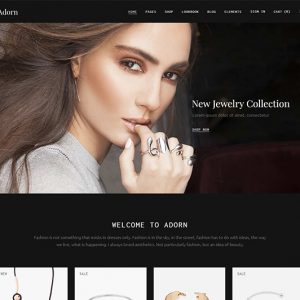 Adorn
HOME PAGES SHOP LOOKBOOK BLOG ELEMENTS SIGN IN CART (0)
New Jewelry Collection
Lorem ipsum dolor sit amet, consectetur
SHOP NOW
WELCOME TO ADORN
Fashion is not something that exists in dresses only. Fashion is in the sky, in the street, Fashion has to do with ideas, the way
we live, what is happening. I always loved aesthetics. Not particularly fashion, but an idea of beauty.
NEW
SALE
SALE